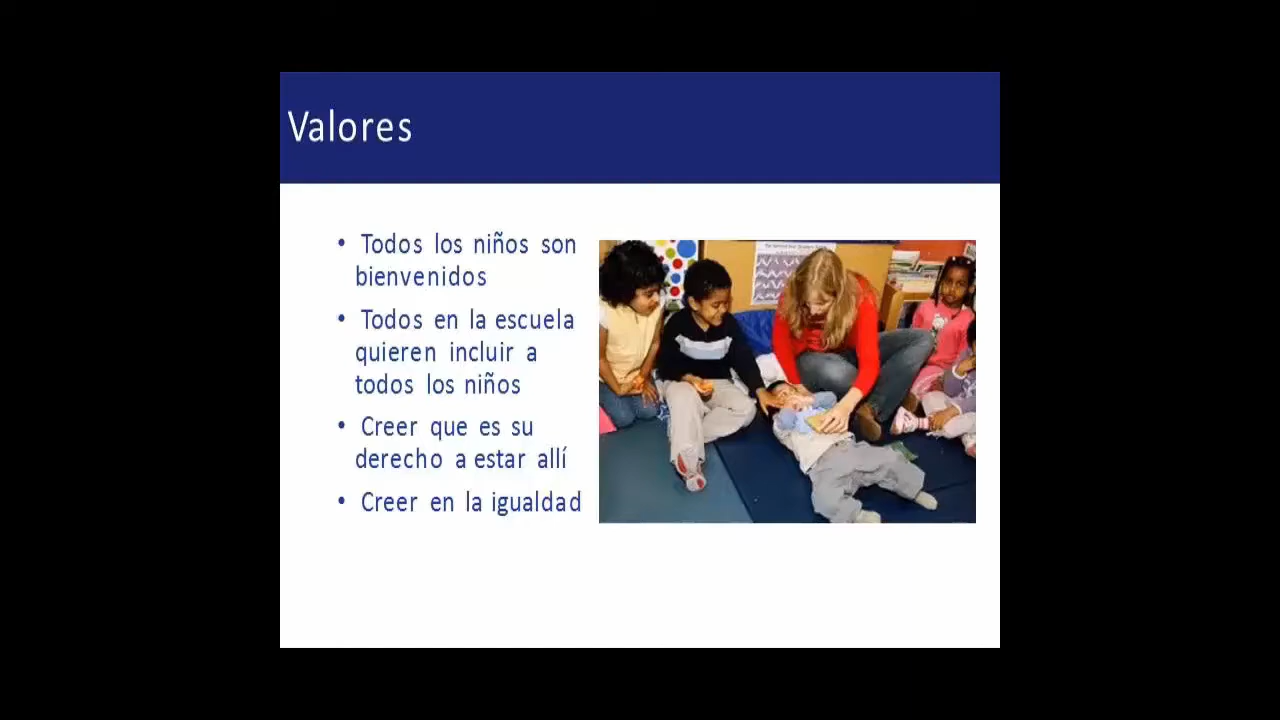 Valores
• Todos los niños son
bienvenidos
• Todos en la escuela
quieren incluir a
todos los niños
• Creer que es su
derecho a estar allí
• Creer en la igualdad